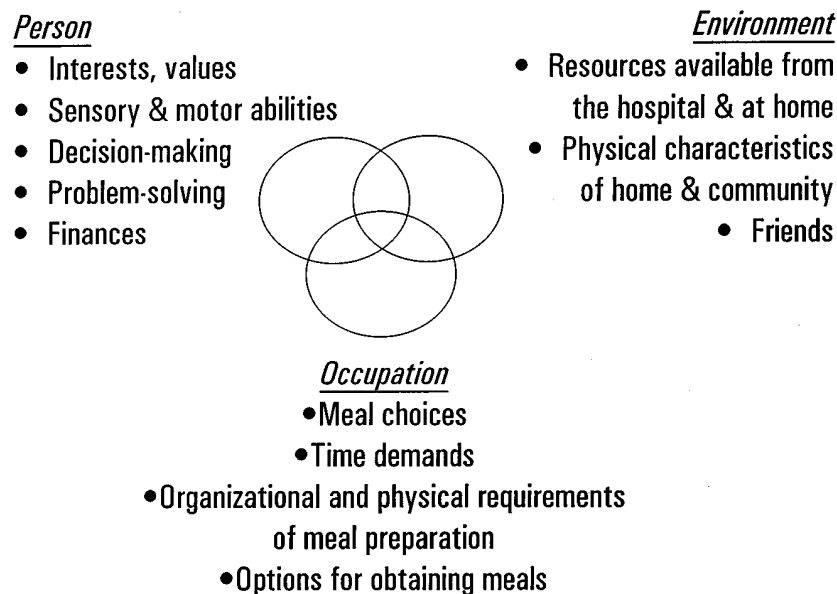 Person
• Interests, values
• Sensory & motor abilities
• Decision-making
• Problem-solving
• Finances
Environment
• Resources available from
the hospital & at home
• Physical characteristics
of home & community
• Friends
Occupation
•Meal choices
•Time demands
•Organizational and physical requirements
of meal preparation
•Options for obtaining meals